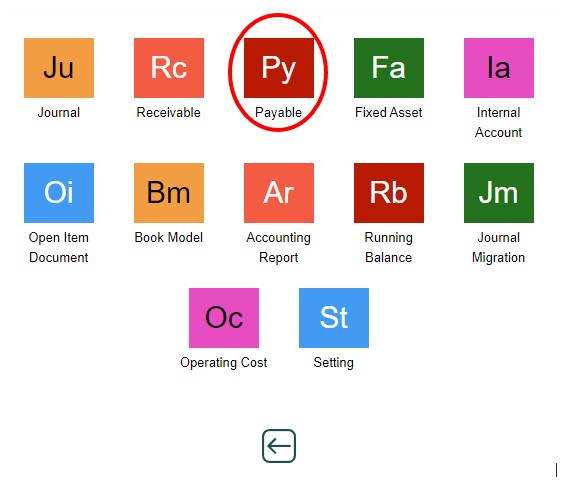 Ju Rc Py Fa Ia
Journal Receivable Payable Fixed Asset Internal
Account
Oi Bm Ar Rb Jm
Open Item Book Model Accounting Running Journal
Document Report Balance Migration
Oc St
Operating Cost Setting